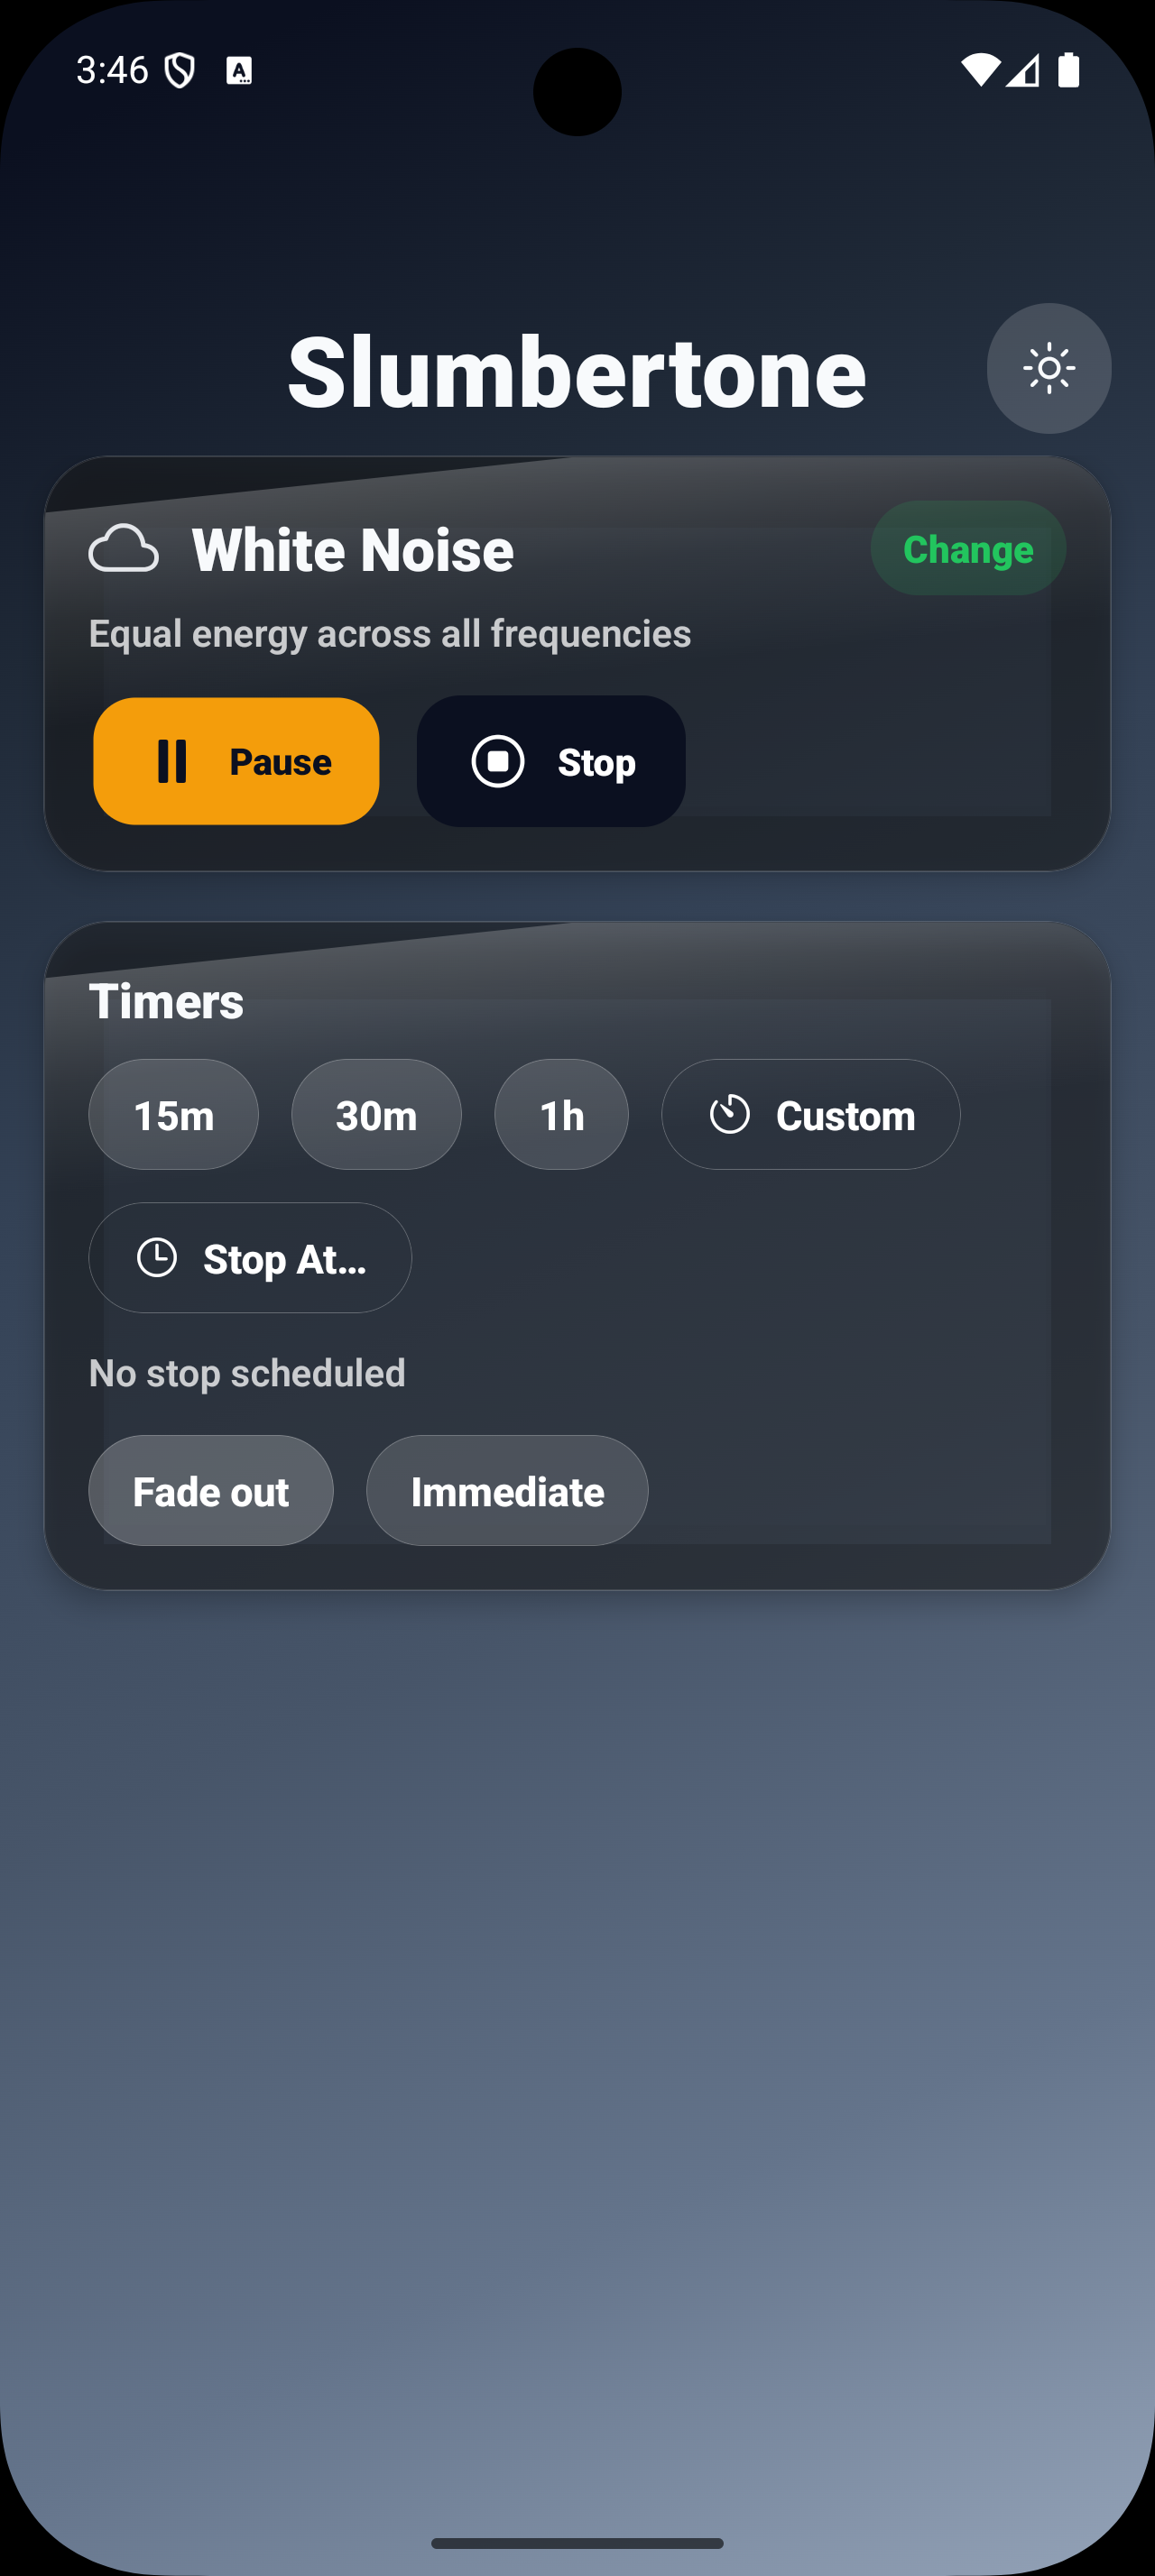 3:46
Slumbertone
White Noise
Change
Equal energy across all frequencies
Pause
Stop
Timers
15m
30m
1h
Custom
Stop At...
No stop scheduled
Fade out
Immediate